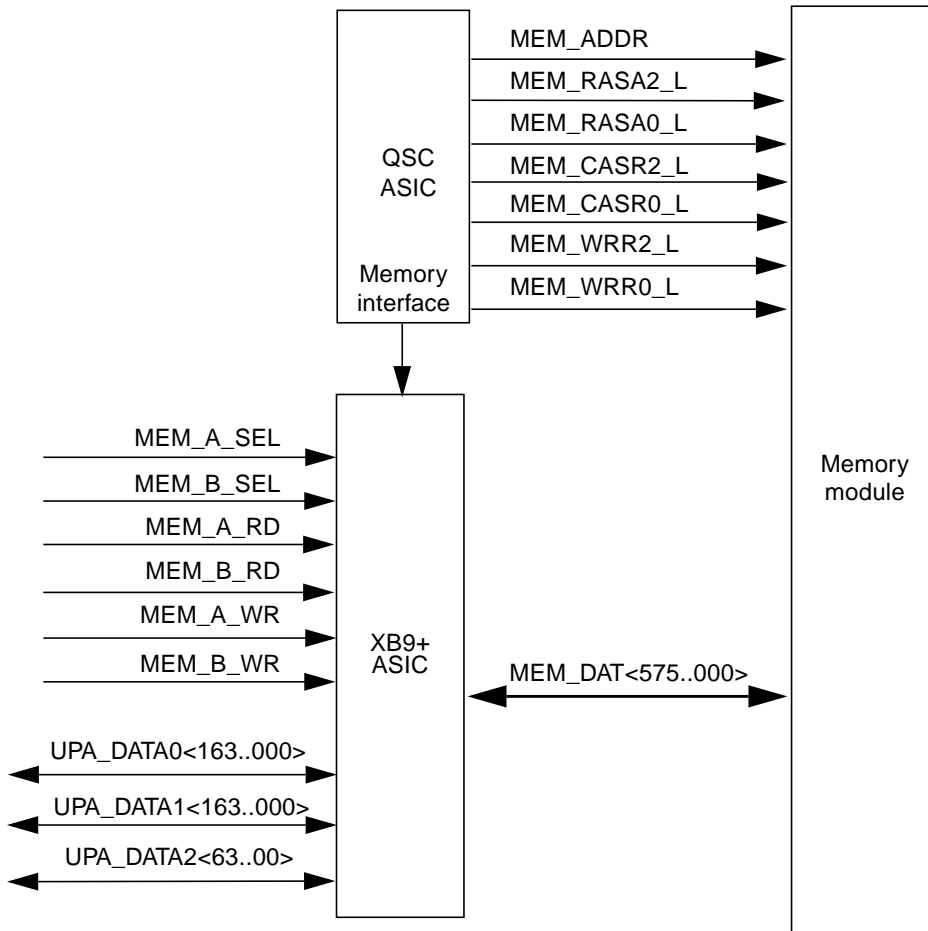 MEM_ADDR
MEM_RASA2_L
MEM_RASA0_L
QSC
ASIC
MEM_CASR2_L
MEM_CASR0_L
MEM_WRR2_L
Memory
interface
MEM_WRR0_L
MEM_A_SEL
MEM_B_SEL
MEM_A_RD
MEM_B_RD
MEM_A_WR
MEM_B_WR
XB9+
ASIC
Memory
module
MEM_DAT<575..000>
UPA_DATA0<163..000>
UPA_DATA1<163..000>
UPA_DATA2<63..00>